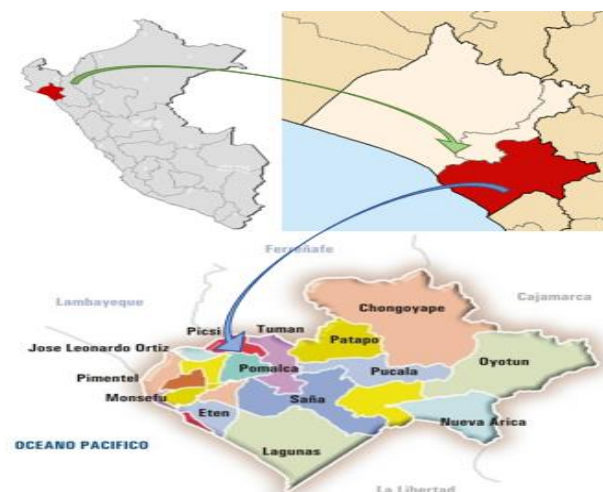 Ferreñafe
Lambayeque
Cajamarca
Chongoyape
Picsi
Tuman
Patapo
Jose Leonardo Ortiz
Oyotun
Pomalca
Pucala
Pimentel
Monsefu
Saña
Eten
Nueva Arica
OCEANO PACIFICO
Lagunas
La Libertad